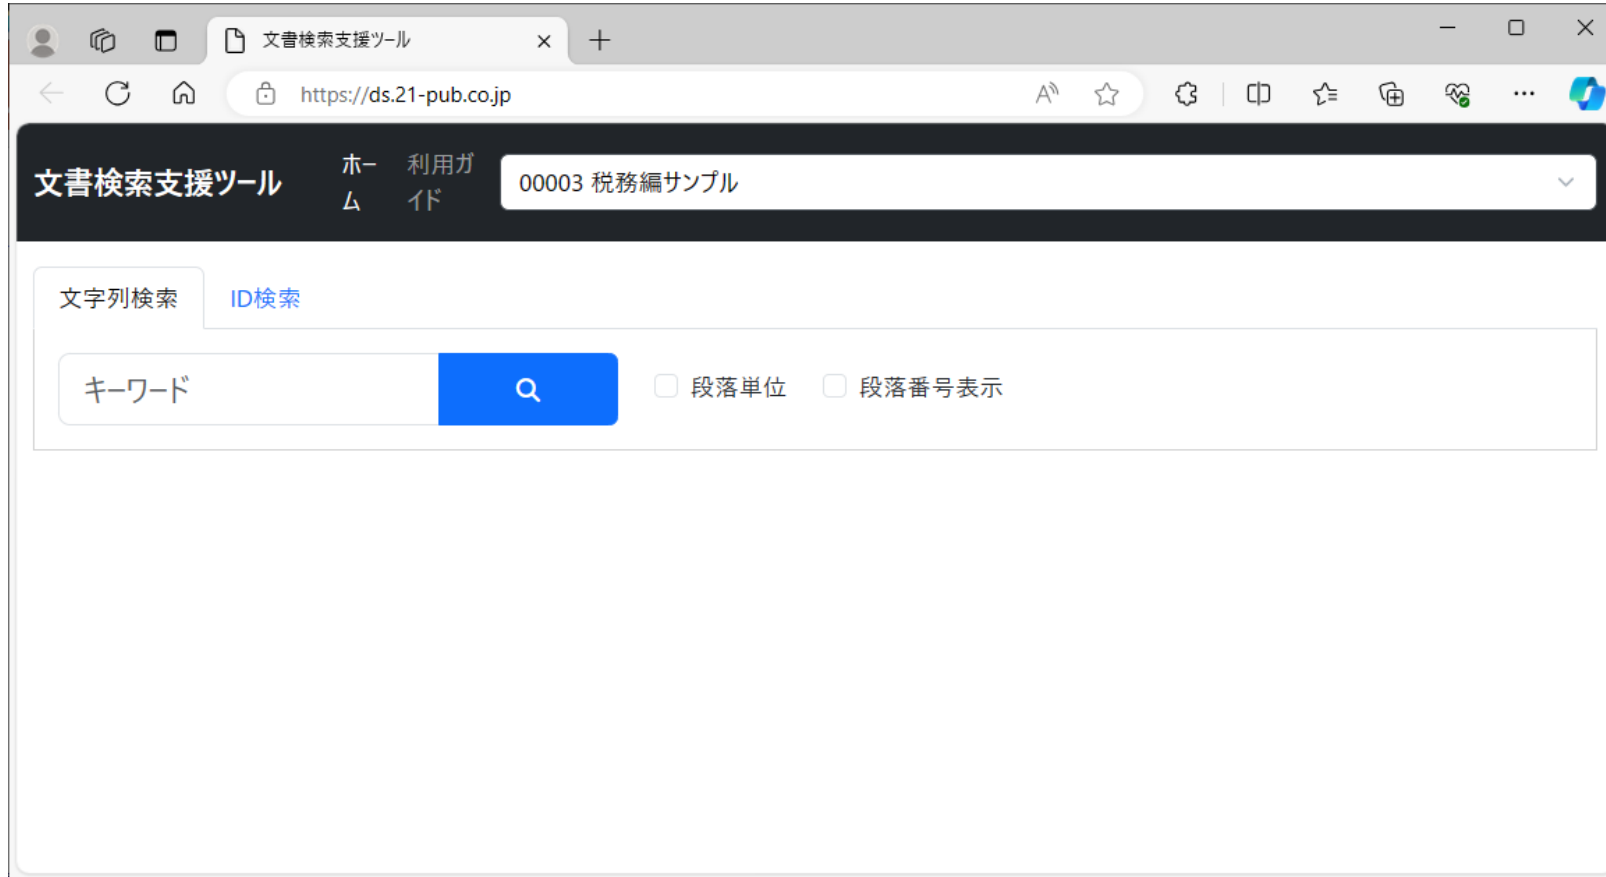 文書検索支援ツール
https://ds.21-pub.co.jp
文書検索支援ツール
ホー
ム
利用ガ
イド
00003 税務編サンプル
文字列検索 ID検索
キーワード 段落単位 段落番号表示